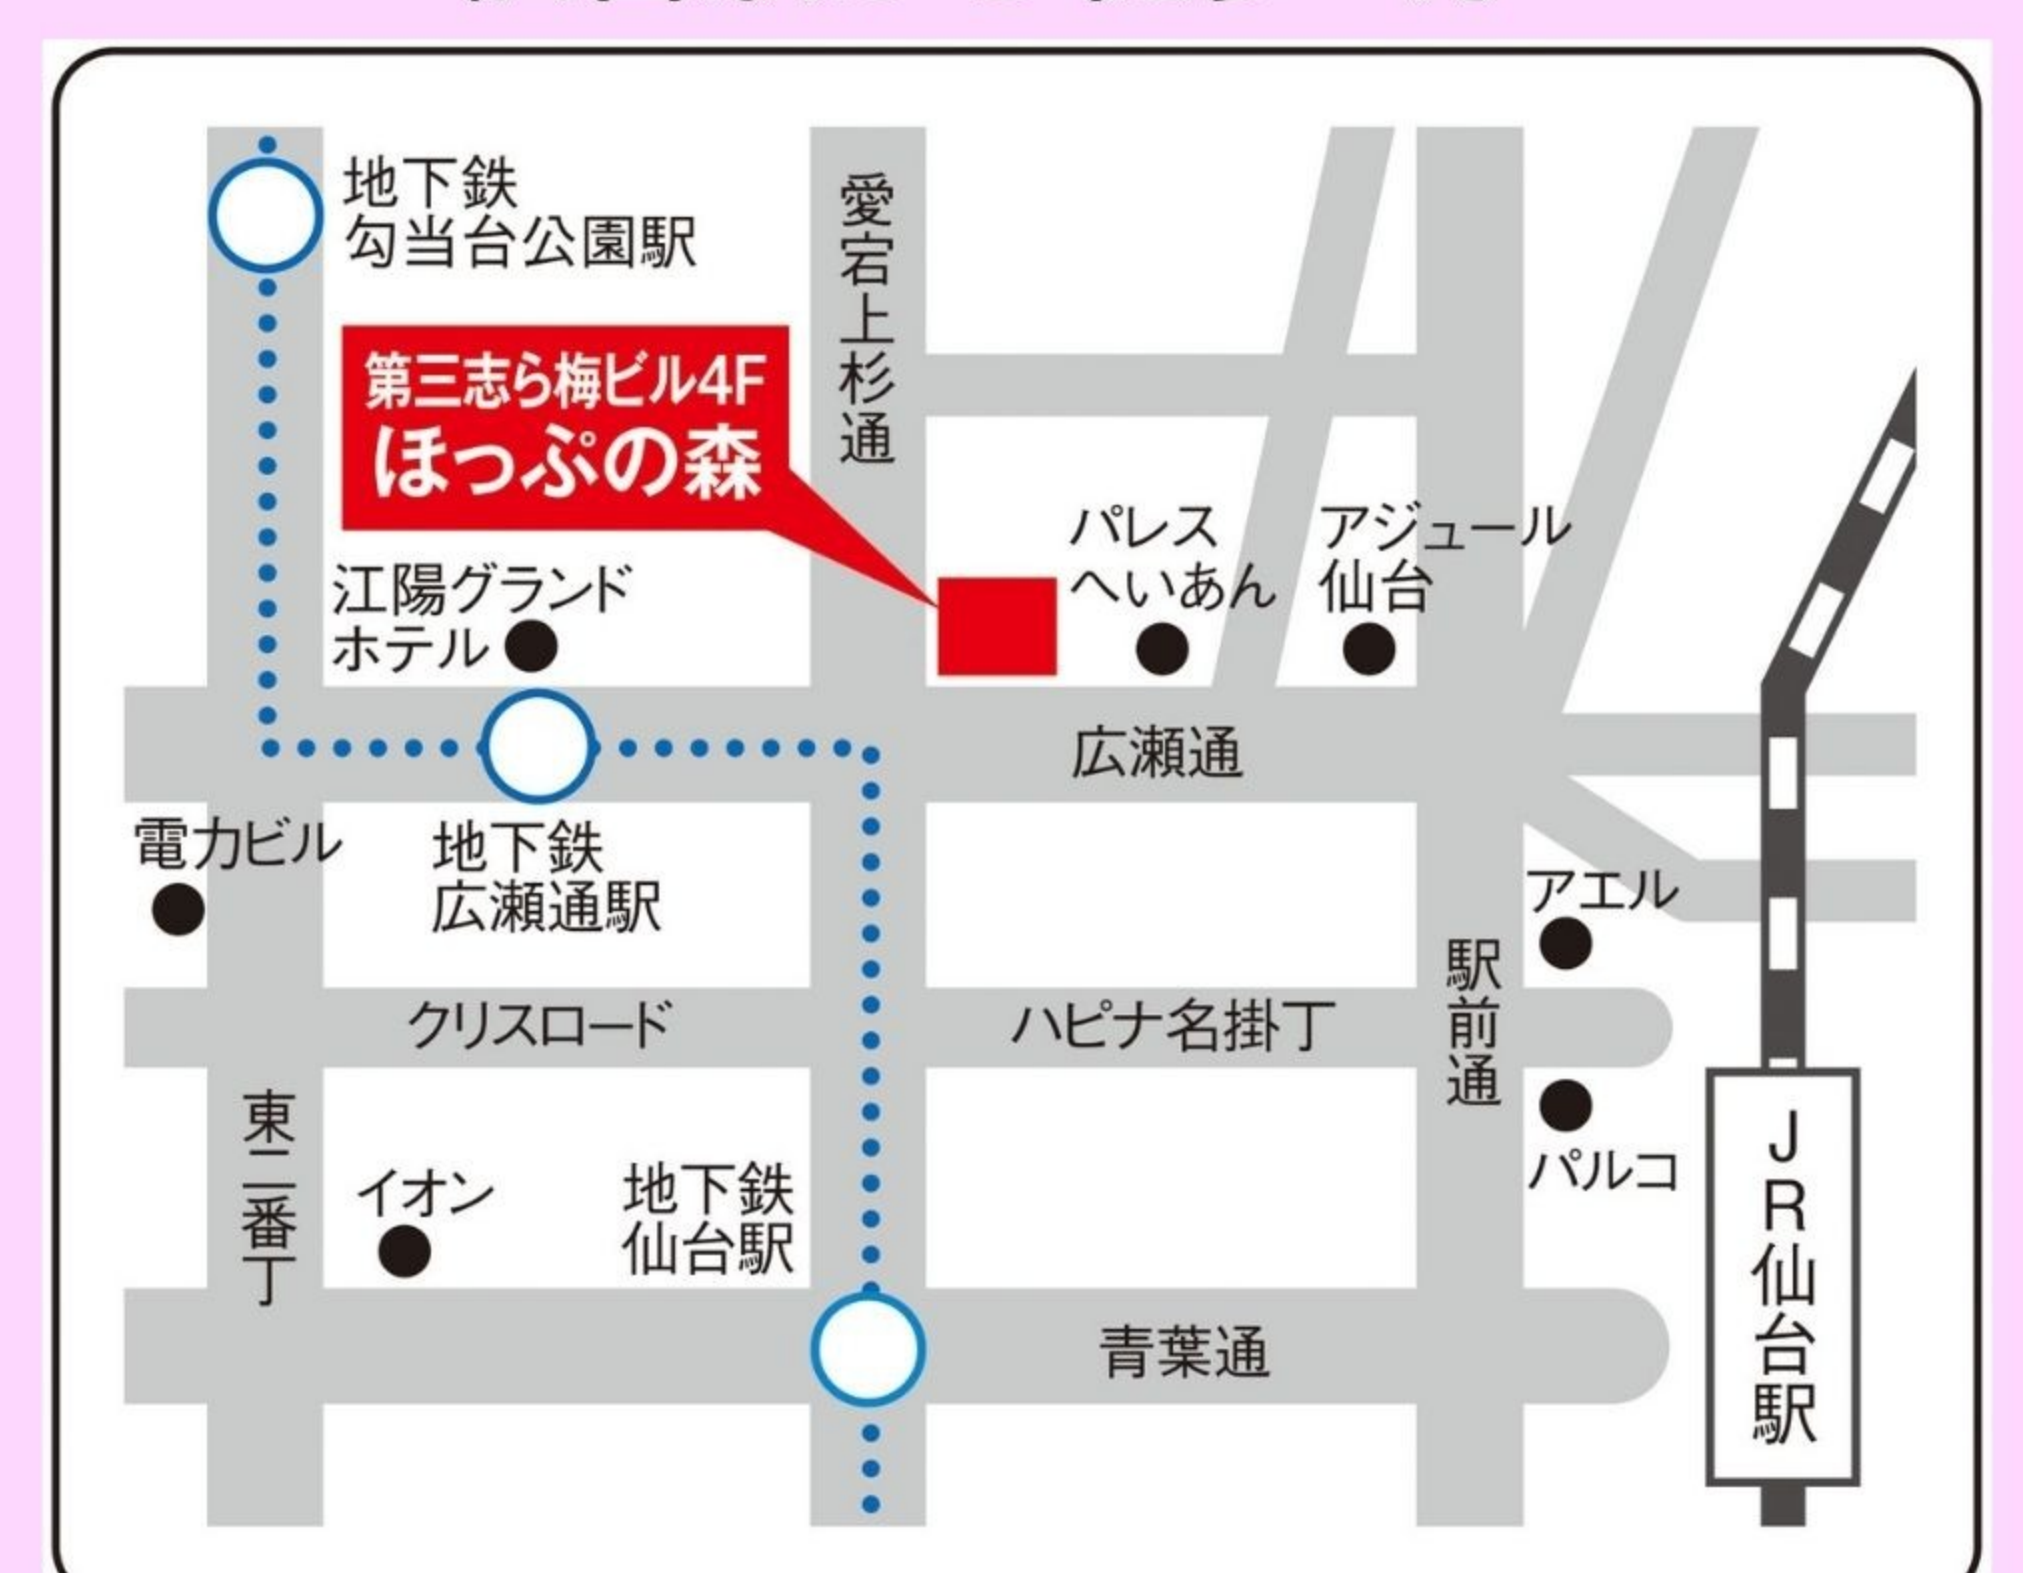 地下鉄
勾当台公園駅
愛宕上杉通
第三志ら梅ビル4F
ほっぷの森
パレス
へいあん
アジュール
仙台
江陽グランド
ホテル
広瀬通
電力ビル
地下鉄
広瀬通駅
アエル
駅前通
クリスロード
ハピナ名掛丁
東二番丁
イオン
地下鉄
仙台駅
パルコ
JR仙台駅
青葉通